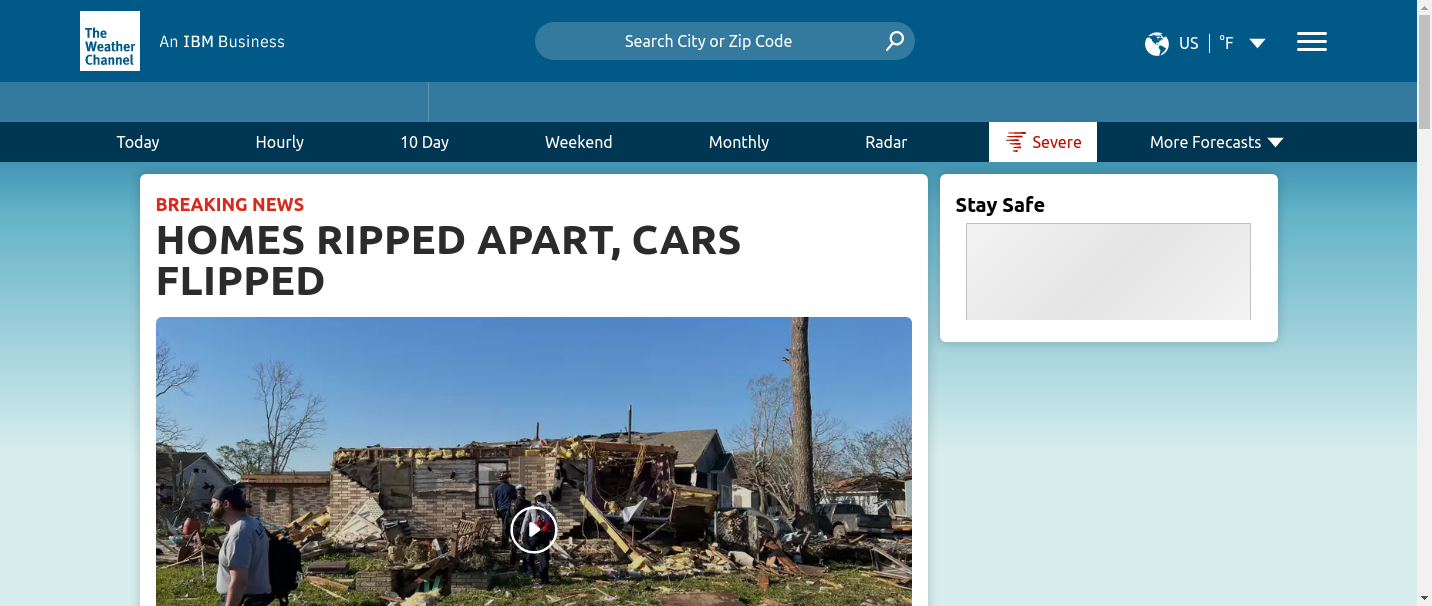 The
Weather
Channel
An IBM Business
Search City or Zip Code
US
°F
Today
Hourly
10 Day
Weekend
Monthly
Radar
Severe
More Forecasts
BREAKING NEWS
HOMES RIPPED APART, CARS
FLIPPED
Stay Safe